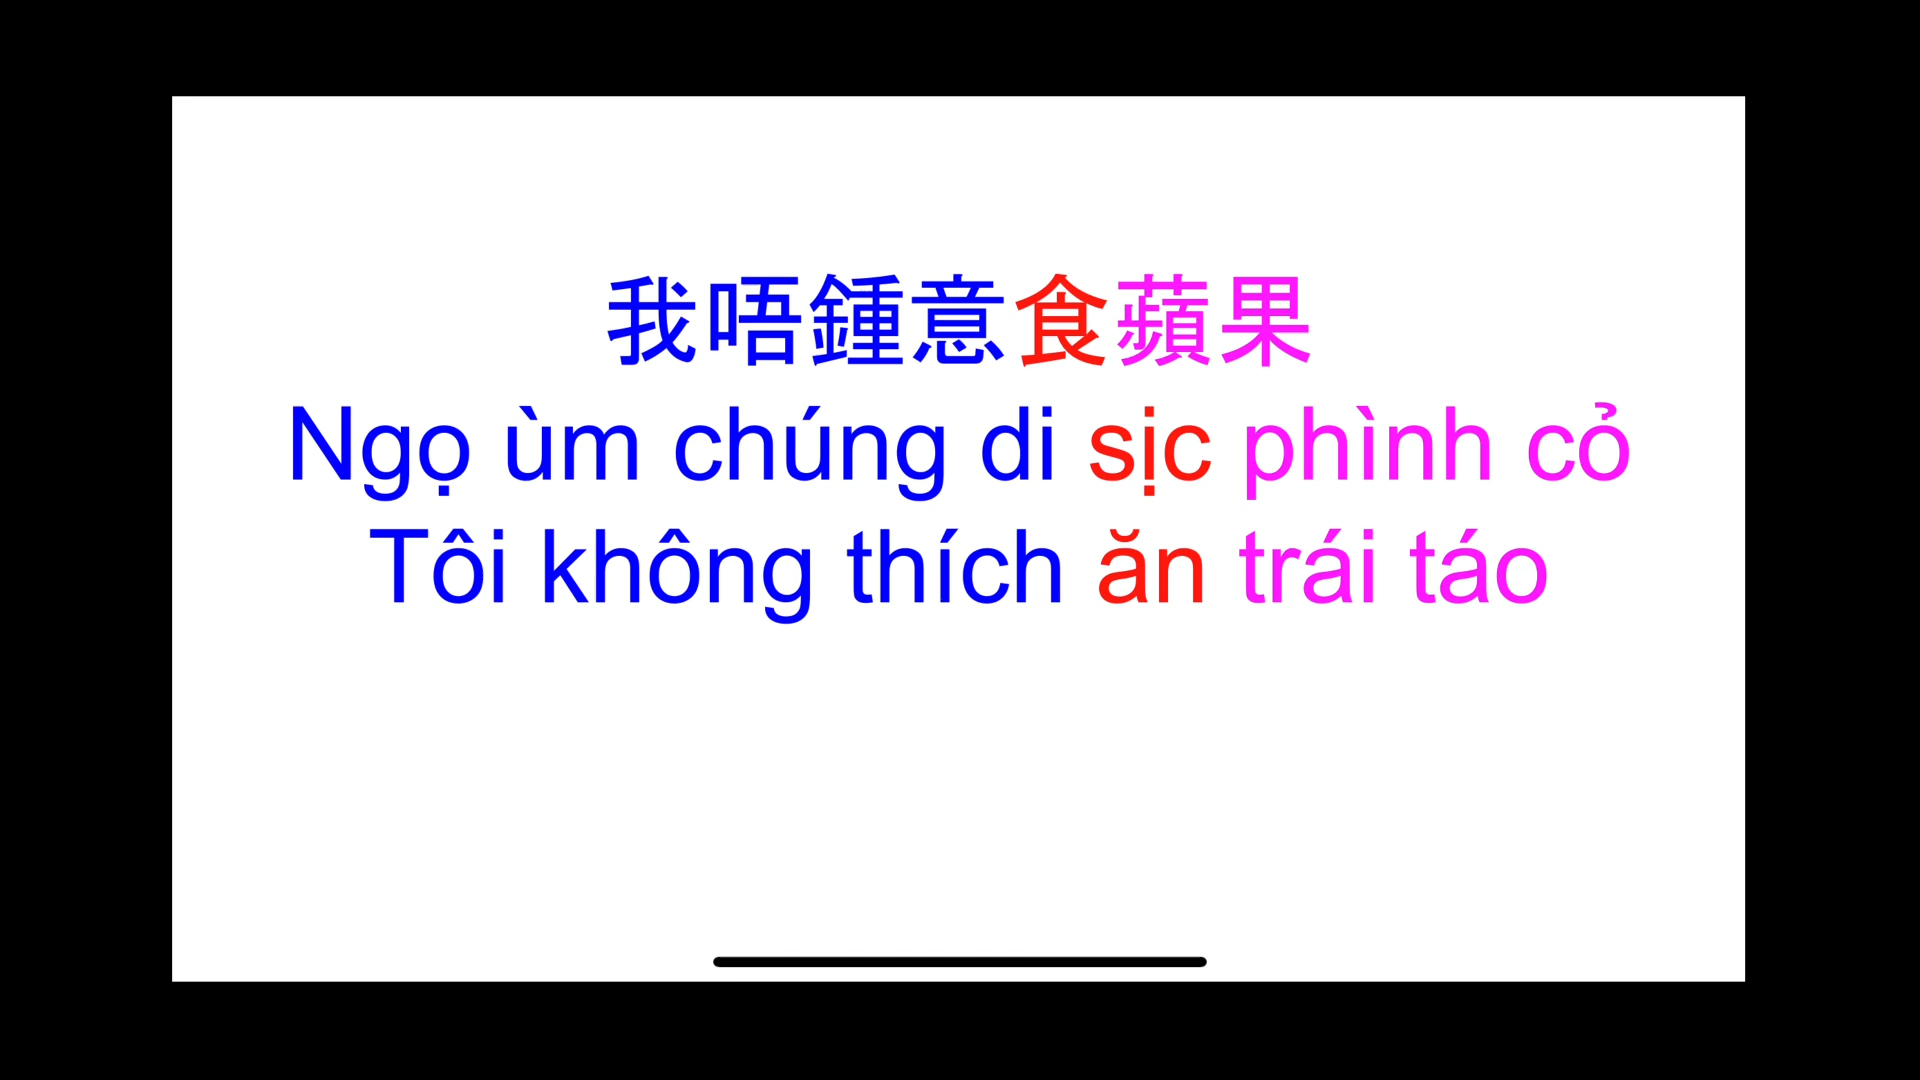 我唔鍾意食蘋果
Ngọ ùm chúng di sịc phình cỏ
Tôi không thích ăn trái táo